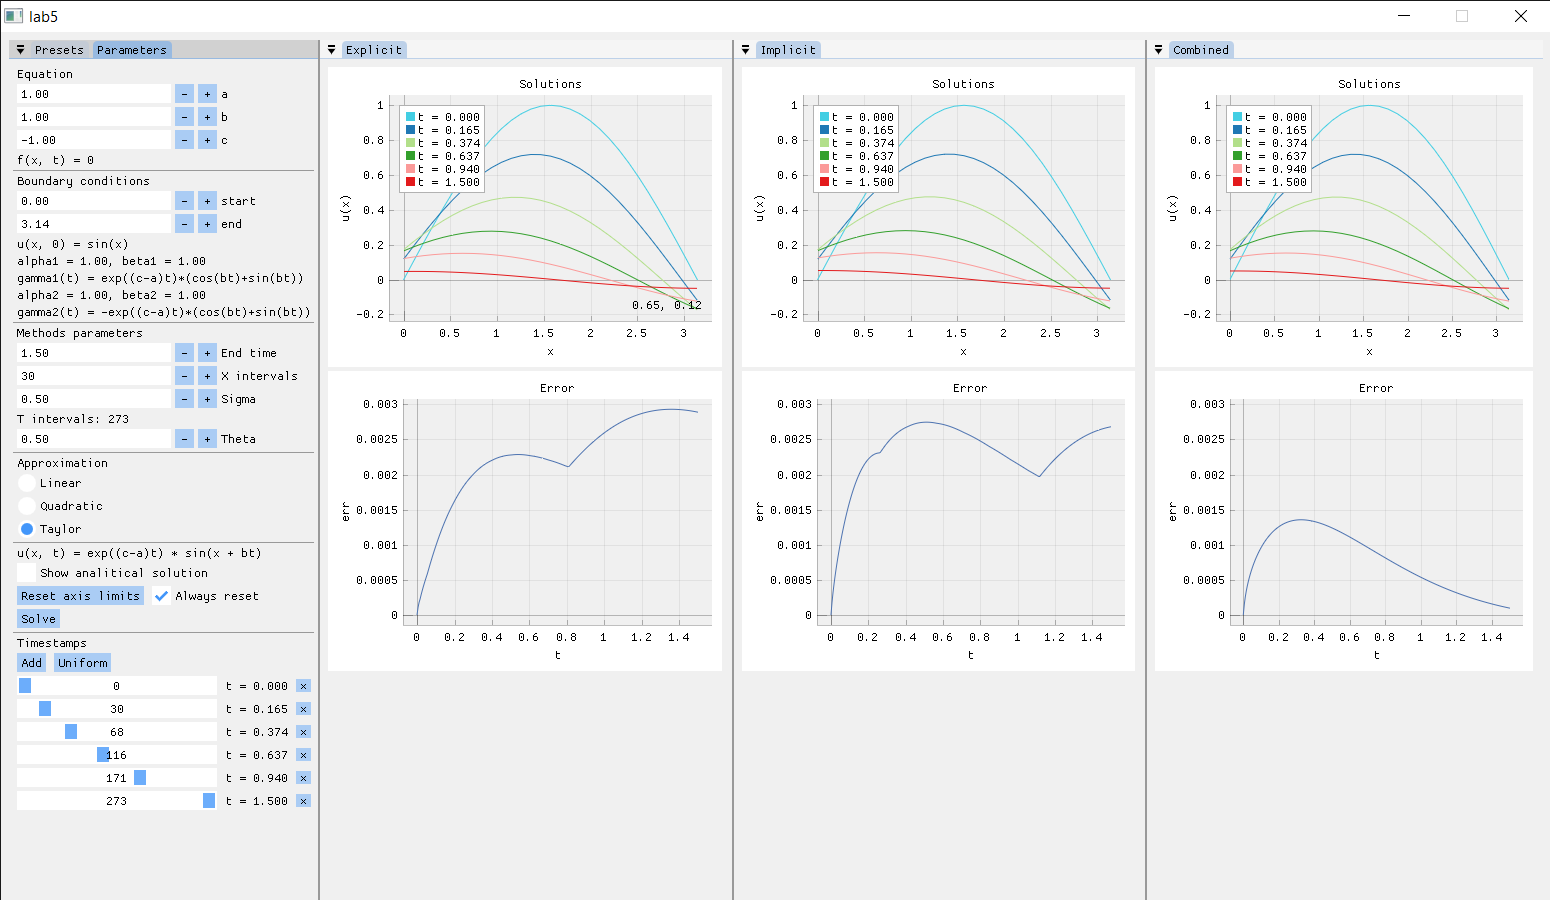 lab5
Presets Parameters
Equation
1.00 - + a
1.00 - + b
-1.00 - + c
f(x, t) = 0
Boundary conditions
0.00 - + start
3.14 - + end
u(x, 0) = sin(x)
alpha1 = 1.00, beta1 = 1.00
gamma1(t) = exp((c-a)t)*(cos(bt)+sin(bt))
alpha2 = 1.00, beta2 = 1.00
gamma2(t) = -exp((c-a)t)*(cos(bt)+sin(bt))
Methods parameters
1.50 - + End time
30 - + X intervals
0.50 - + Sigma
T intervals: 273
0.50 - + Theta
Approximation
Linear
Quadratic
Taylor
u(x, t) = exp((c-a)t) * sin(x + bt)
Show analitical solution
Reset axis limits Always reset
Solve
Timestamps
Add Uniform
0 t = 0.000 x
30 t = 0.165 x
68 t = 0.374 x
116 t = 0.637 x
171 t = 0.940 x
273 t = 1.500 x
Explicit
Solutions
u(x)
1
0.8
0.6
0.4
0.2
0
-0.2
t = 0.000
t = 0.165
t = 0.374
t = 0.637
t = 0.940
t = 1.500
0.65, 0.12
0 0.5 1 1.5 2 2.5 3
x
Error
err
0.003
0.0025
0.002
0.0015
0.001
0.0005
0
0 0.2 0.4 0.6 0.8 1 1.2 1.4
t
Implicit
Solutions
u(x)
1
0.8
0.6
0.4
0.2
0
-0.2
t = 0.000
t = 0.165
t = 0.374
t = 0.637
t = 0.940
t = 1.500
0 0.5 1 1.5 2 2.5 3
x
Error
err
0.003
0.0025
0.002
0.0015
0.001
0.0005
0
0 0.2 0.4 0.6 0.8 1 1.2 1.4
t
Combined
Solutions
u(x)
1
0.8
0.6
0.4
0.2
0
-0.2
t = 0.000
t = 0.165
t = 0.374
t = 0.637
t = 0.940
t = 1.500
0 0.5 1 1.5 2 2.5 3
x
Error
err
0.003
0.0025
0.002
0.0015
0.001
0.0005
0
0 0.2 0.4 0.6 0.8 1 1.2 1.4
t